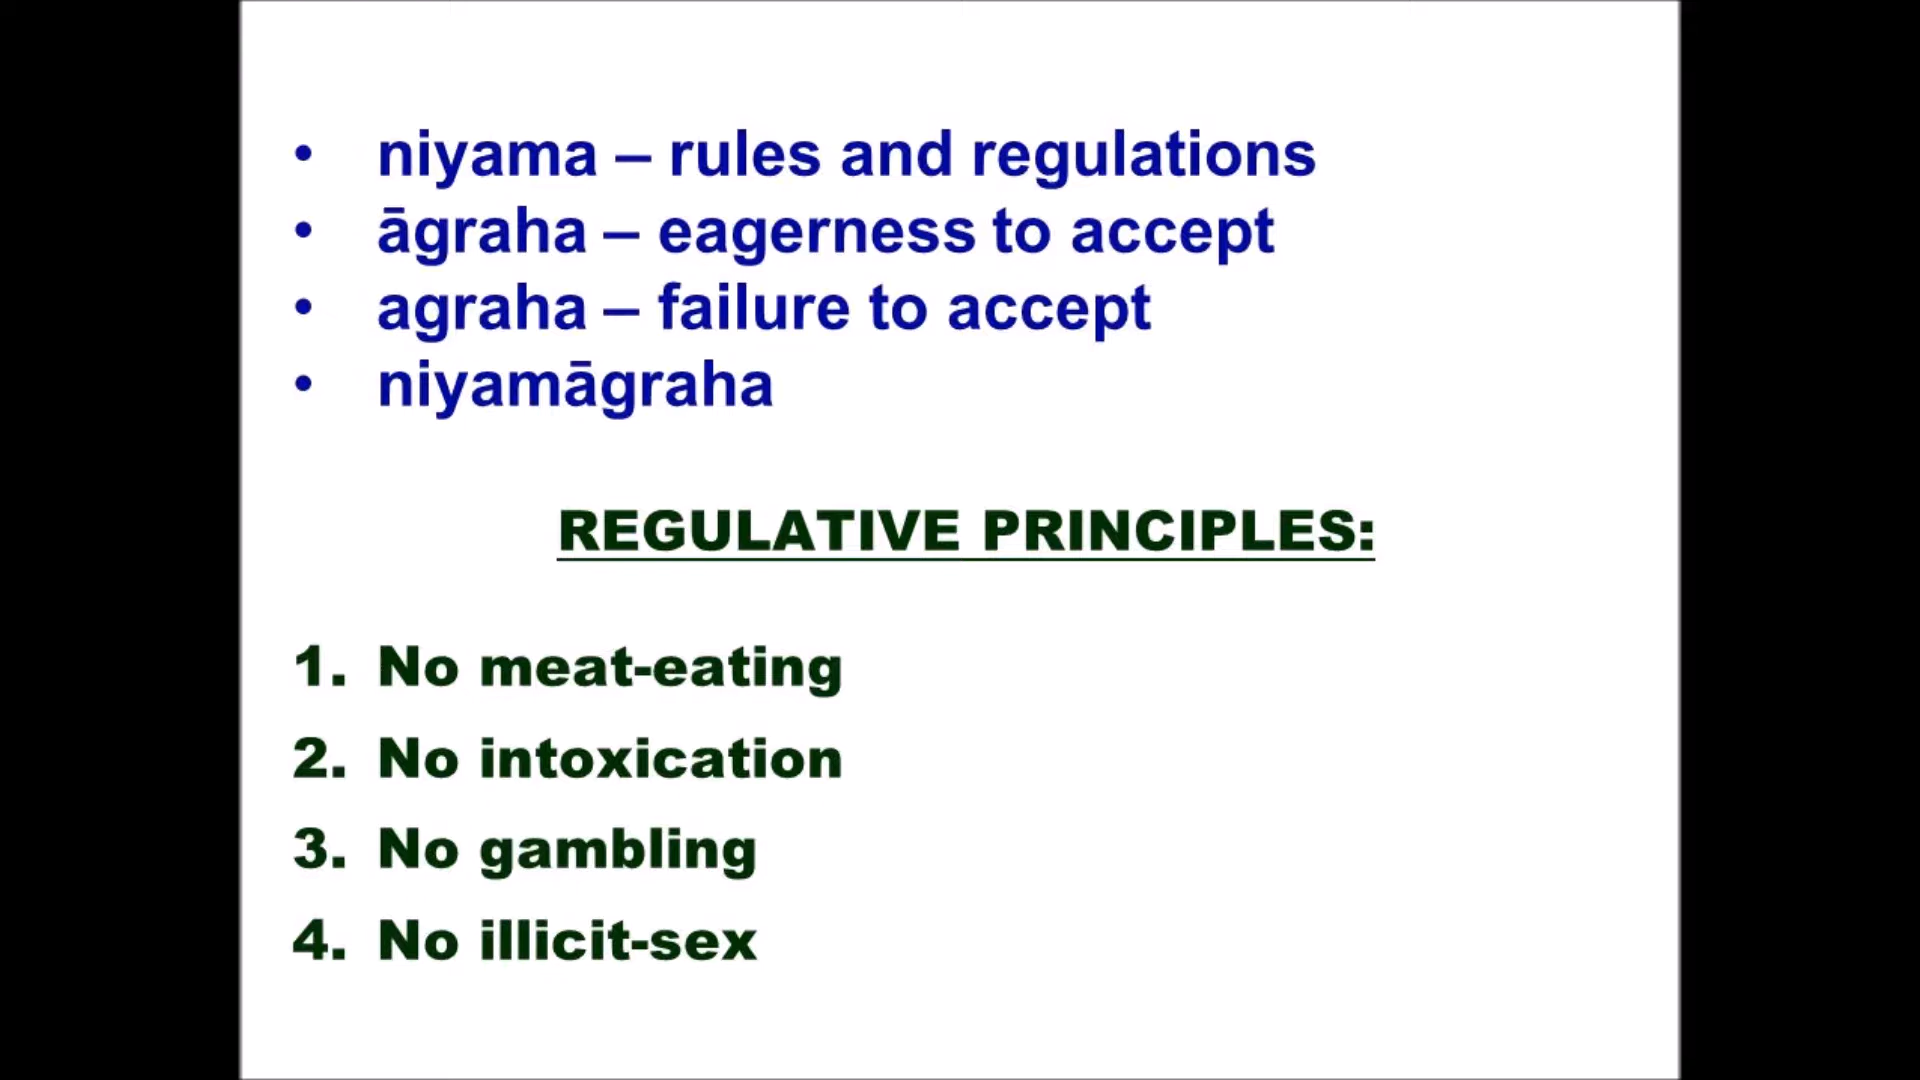 • niyama – rules and regulations
• āgraha – eagerness to accept
• agraha – failure to accept
• niyamāgraha
REGULATIVE PRINCIPLES:
1. No meat-eating
2. No intoxication
3. No gambling
4. No illicit-sex